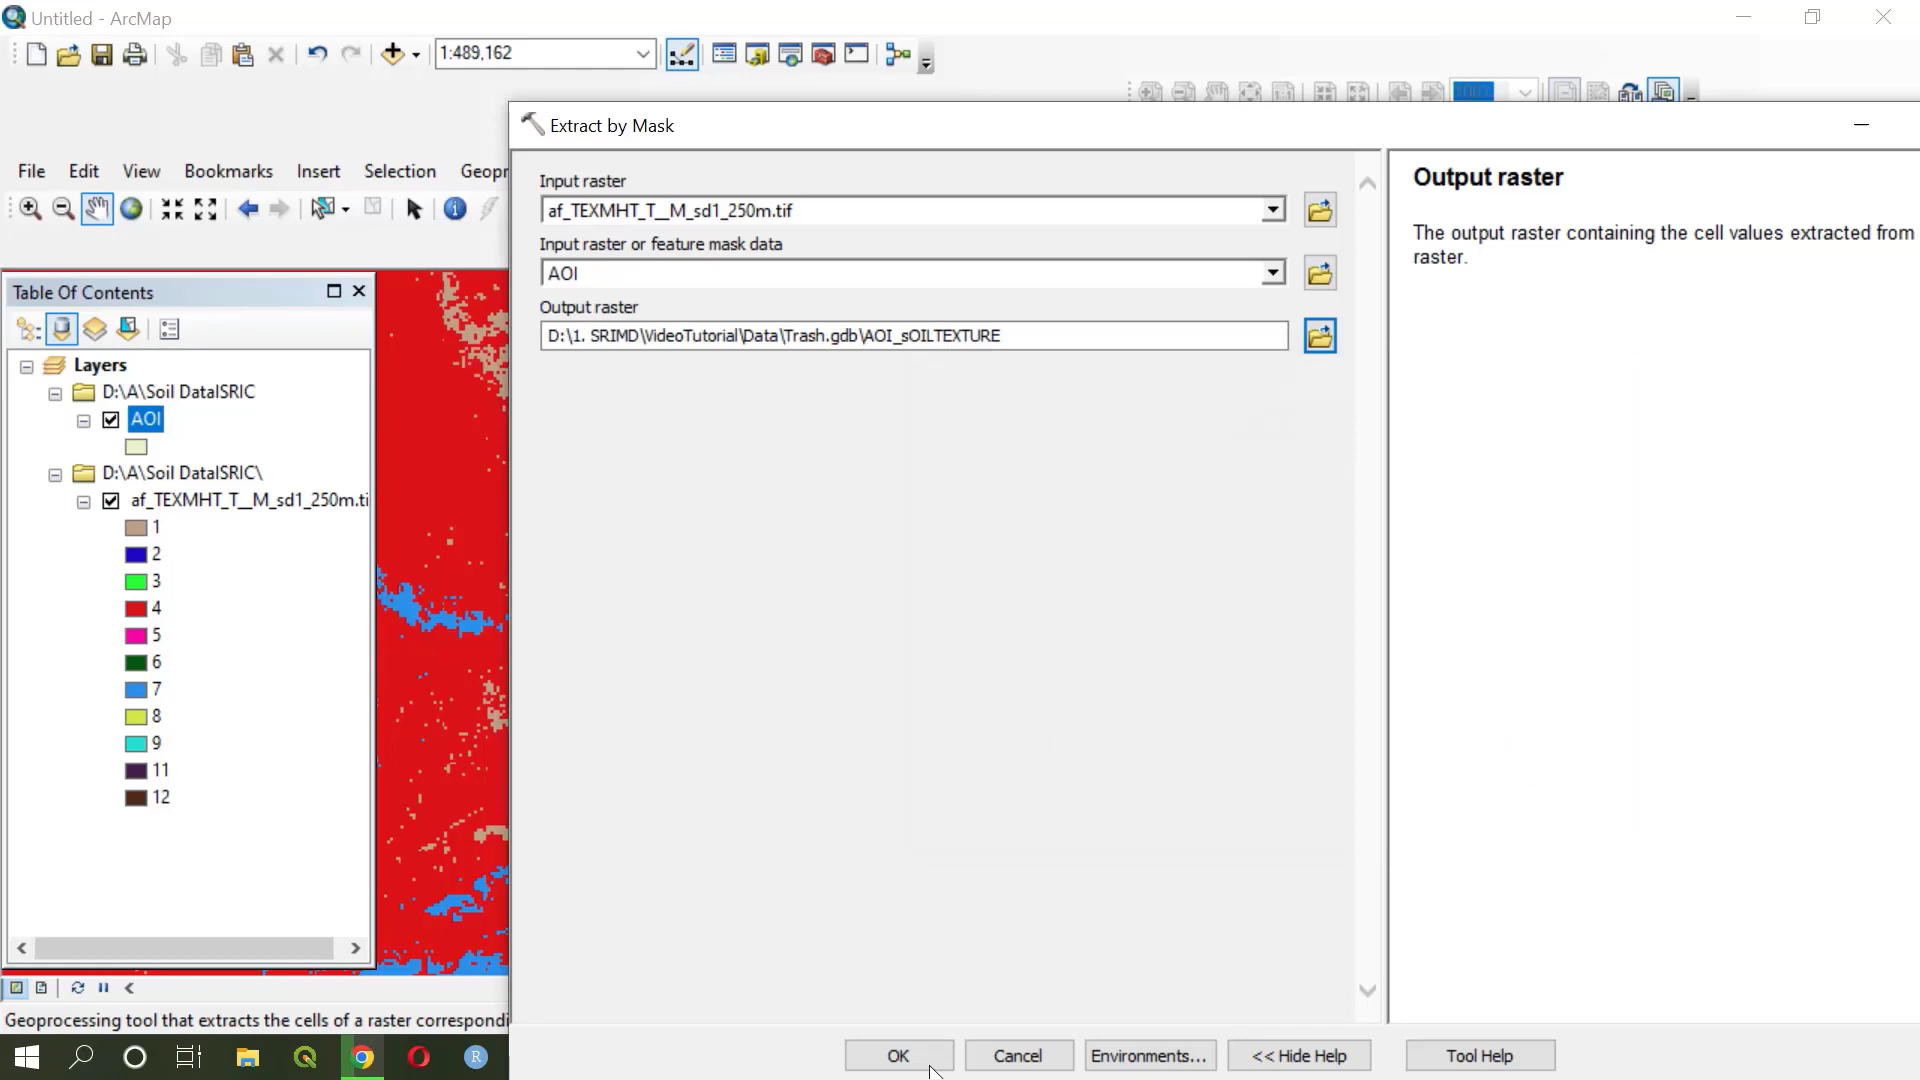 Untitled - ArcMap
1:489,162
Extract by Mask
File Edit View Bookmarks Insert Selection Geopr
Input raster
af_TEXMHT_T__M_sd1_250m.tif
Input raster or feature mask data
AOI
Output raster
D:\1. SRIMD\VideoTutorial\Data\Trash.gdb\AOI_sOILTEXTURE
Output raster
The output raster containing the cell values extracted from
raster.
Table Of Contents
Layers
D:\A\Soil DataISRIC
AOI
D:\A\Soil DataISRIC\
af_TEXMHT_T__M_sd1_250m.ti
1
2
3
4
5
6
7
8
9
11
12
Geoprocessing tool that extracts the cells of a raster correspondi
OK Cancel Environments... << Hide Help Tool Help